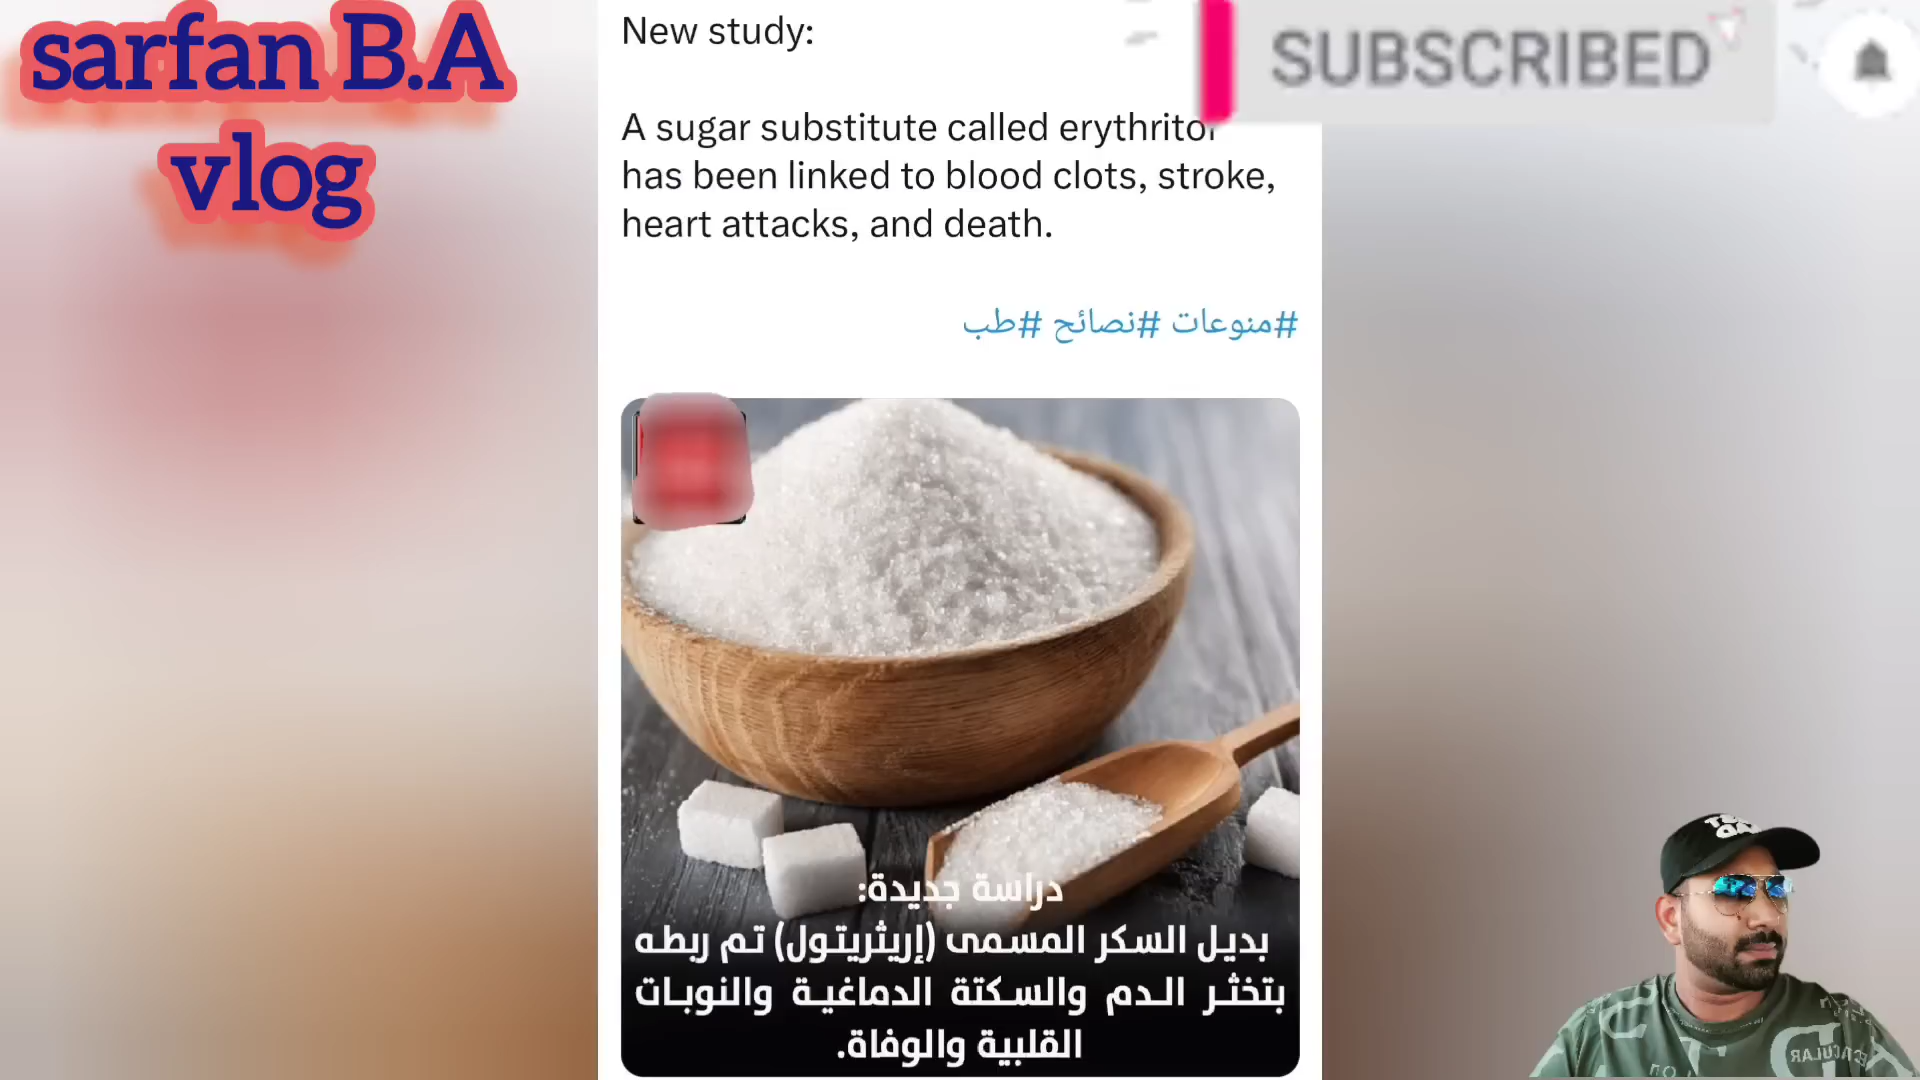 sarfan B.A
vlog
New study:
SUBSCRIBED
A sugar substitute called erythritol
has been linked to blood clots, stroke,
heart attacks, and death.
#منوعات #نصائح #طب
دراسة جديدة:
بديل السكر المسمى (إريثريتول) تم ربطه
بتخثر الدم والسكتة الدماغية والنوبات
القلبية والوفاة.